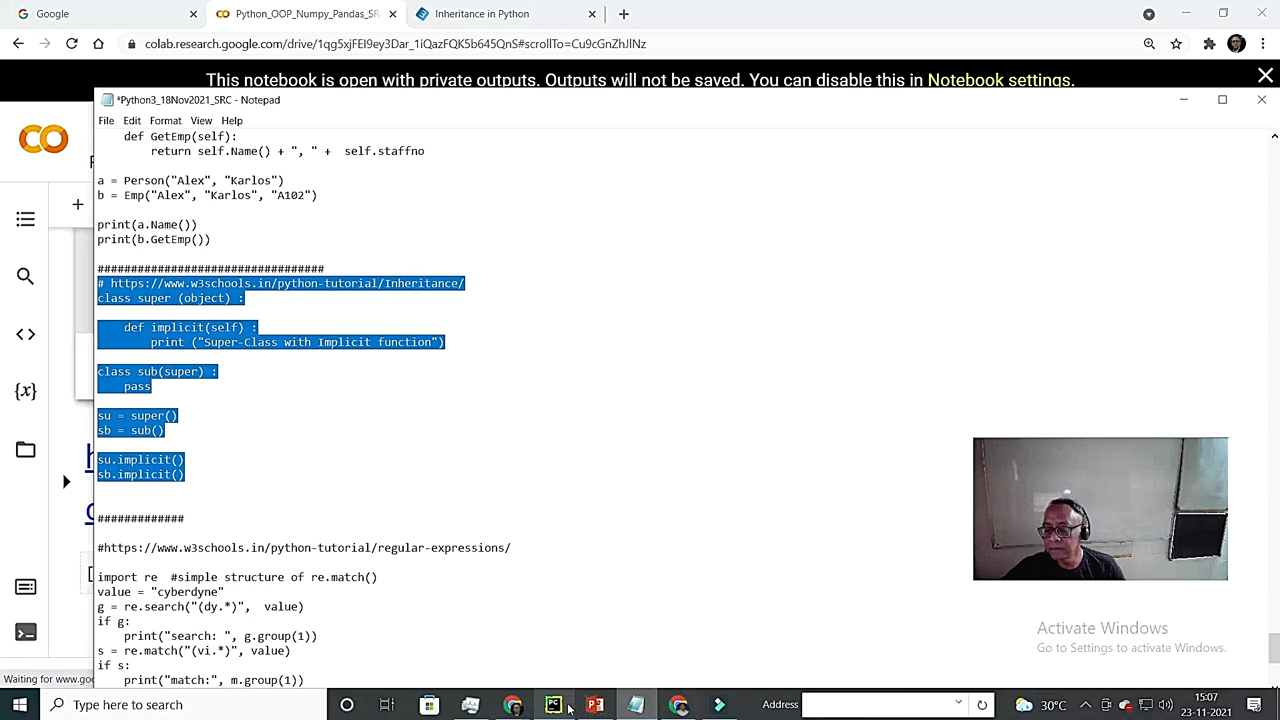 Google
Python_OOP_Numpy_Pandas_SR
Inheritance in Python
colab.research.google.com/drive/1qg5xjFEI9ey3Dar_1iQazFQK5b645QnS#scrollTo=Cu9cGnZhJlNz
This notebook is open with private outputs. Outputs will not be saved. You can disable this in Notebook settings.
*Python3_18Nov2021_SRC - Notepad
File Edit Format View Help
def GetEmp(self):
return self.Name() + ", " + self.staffno
a = Person("Alex", "Karlos")
b = Emp("Alex", "Karlos", "A102")
print(a.Name())
print(b.GetEmp())
##################################
# https://www.w3schools.in/python-tutorial/Inheritance/
class super (object) :
def implicit(self) :
print ("Super-Class with Implicit function")
class sub(super) :
pass
su = super()
sb = sub()
su.implicit()
sb.implicit()
#############
#https://www.w3schools.in/python-tutorial/regular-expressions/
import re #simple structure of re.match()
value = "cyberdyne"
g = re.search("(dy.*)", value)
if g:
print("search: ", g.group(1))
s = re.match("(vi.*)", value)
if s:
print("match:", m.group(1))
Activate Windows
Go to Settings to activate Windows.
Waiting for www.goo
Type here to search
Address
30°C
15:07
23-11-2021